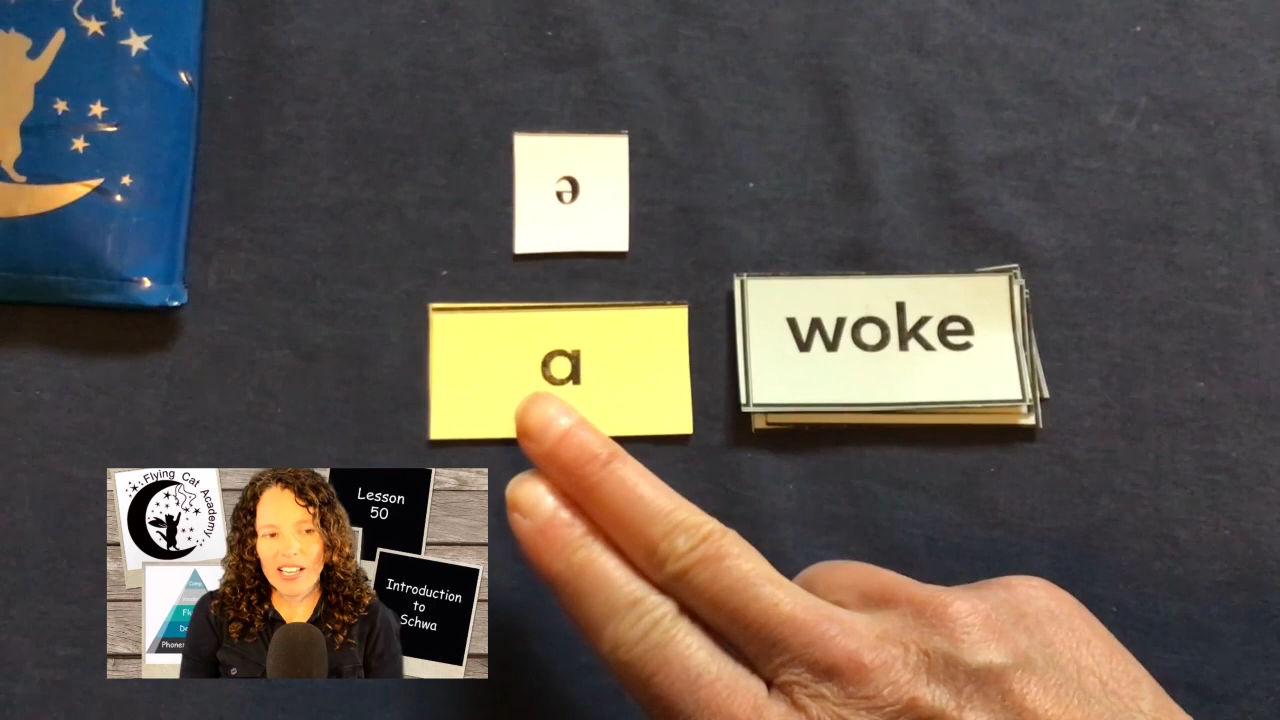 ə
a
woke
Flying Cat Academy
Lesson
50
Introduction
to
Schwa